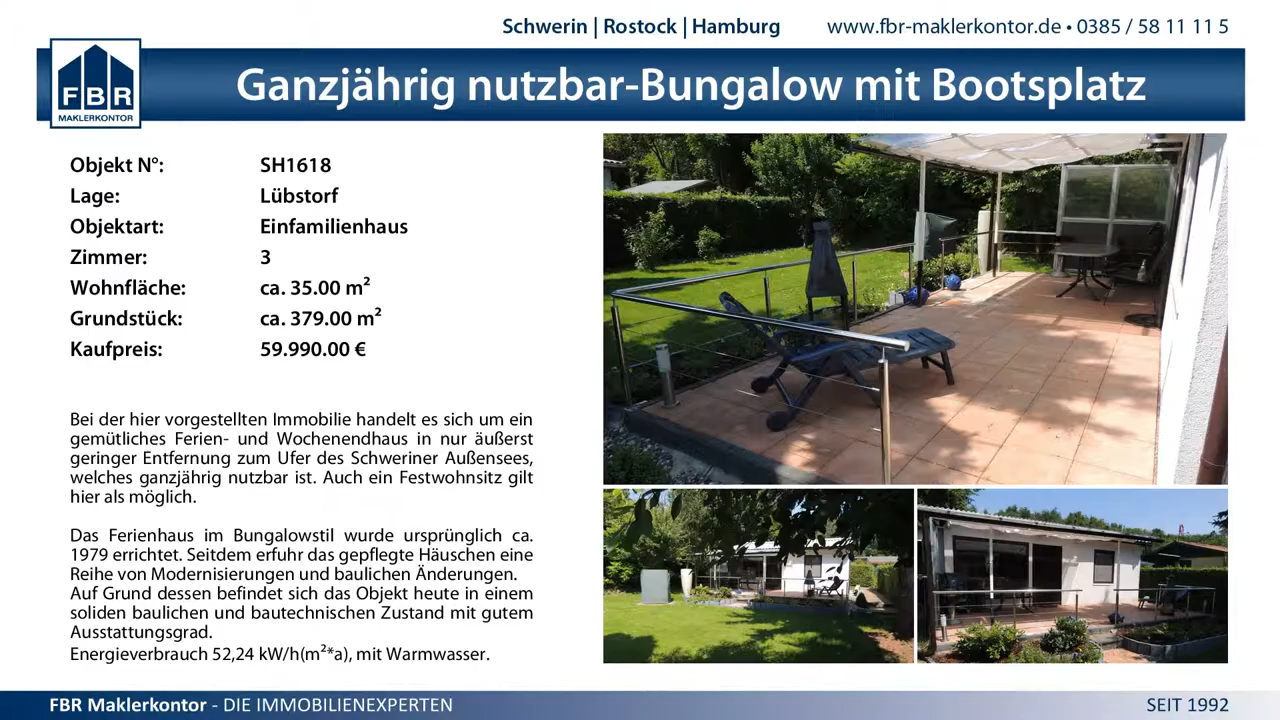 Schwerin | Rostock | Hamburg www.fbr-maklerkontor.de • 0385 / 58 11 11 5
FBR
MAKLERKONTOR
Ganzjährig nutzbar-Bungalow mit Bootsplatz
Objekt N°: SH1618
Lage: Lübstorf
Objektart: Einfamilienhaus
Zimmer: 3
Wohnfläche: ca. 35.00 m²
Grundstück: ca. 379.00 m²
Kaufpreis: 59.990.00 €
Bei der hier vorgestellten Immobilie handelt es sich um ein
gemütliches Ferien- und Wochenendhaus in nur äußerst
geringer Entfernung zum Ufer des Schweriner Außensees,
welches ganzjährig nutzbar ist. Auch ein Festwohnsitz gilt
hier als möglich.
Das Ferienhaus im Bungalowstil wurde ursprünglich ca.
1979 errichtet. Seitdem erfuhr das gepflegte Häuschen eine
Reihe von Modernisierungen und baulichen Änderungen.
Auf Grund dessen befindet sich das Objekt heute in einem
soliden baulichen und bautechnischen Zustand mit gutem
Ausstattungsgrad.
Energieverbrauch 52,24 kW/h(m²*a), mit Warmwasser.
FBR Maklerkontor - DIE IMMOBILIENEXPERTEN SEIT 1992